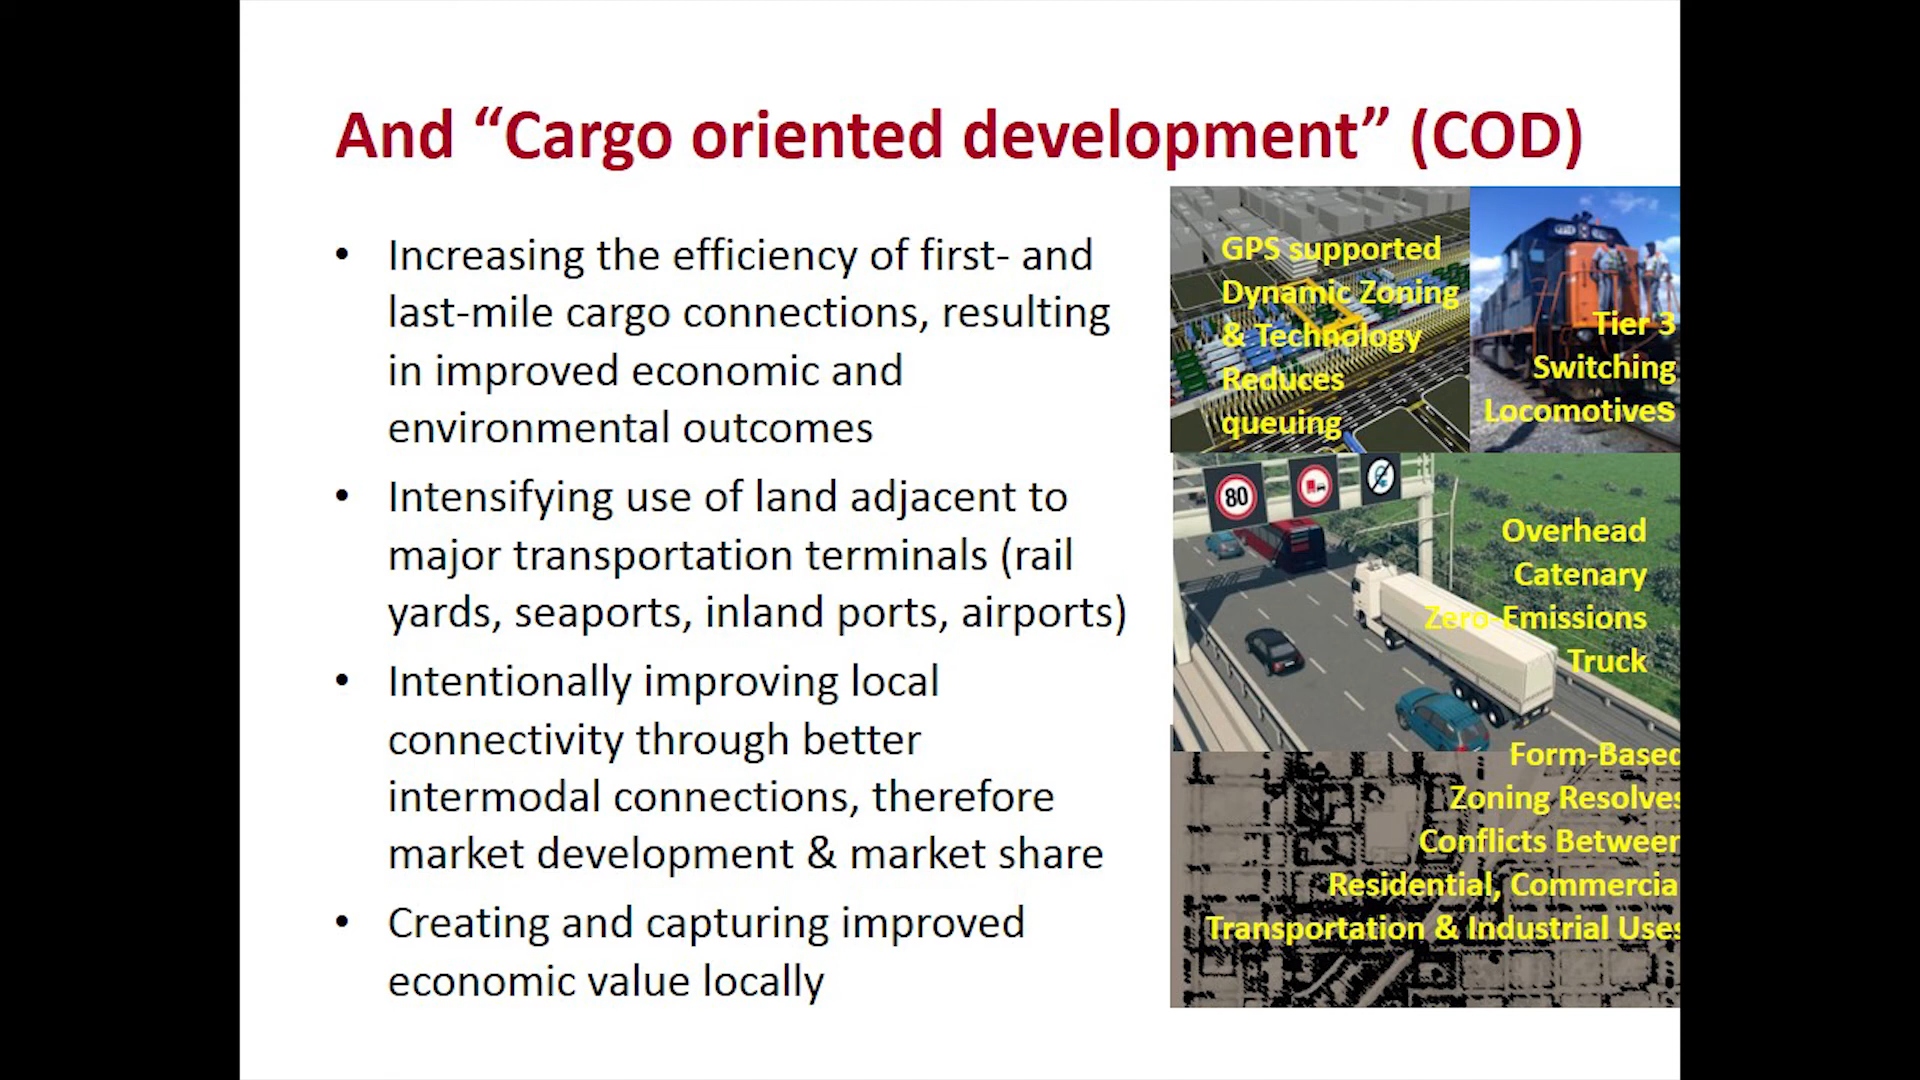 And “Cargo oriented development” (COD)
• Increasing the efficiency of first- and
last-mile cargo connections, resulting
in improved economic and
environmental outcomes
• Intensifying use of land adjacent to
major transportation terminals (rail
yards, seaports, inland ports, airports)
• Intentionally improving local
connectivity through better
intermodal connections, therefore
market development & market share
• Creating and capturing improved
economic value locally
GPS supported
Dynamic Zoning
& Technology
Reduces
queuing
Tier 3
Switching
Locomotives
80
Overhead
Catenary
Zero-Emissions
Truck
Form-Based
Zoning Resolves
Conflicts Between
Residential, Commercia
Transportation & Industrial Uses